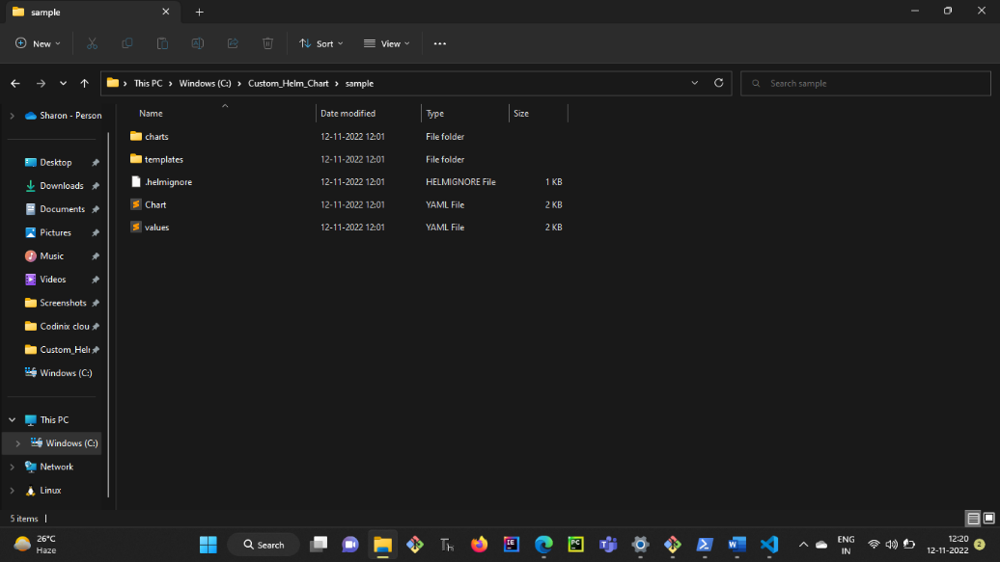 sample
New
Sort
View
This PC
Windows (C:)
Custom_Helm_Chart
sample
Search sample
Name
Date modified
Type
Size
charts
12-11-2022 12:01
File folder
templates
12-11-2022 12:01
File folder
.helmignore
12-11-2022 12:01
HELMIGNORE File
1 KB
Chart
12-11-2022 12:01
YAML File
2 KB
values
12-11-2022 12:01
YAML File
2 KB
Sharon - Person
Desktop
Downloads
Documents
Pictures
Music
Videos
Screenshots
Codinix clou
Custom_Heln
Windows (C:)
This PC
Windows (C:)
Network
Linux
5 items
26°C
Haze
Search
Th
PC
W
ENG
IN
12:20
12-11-2022
2